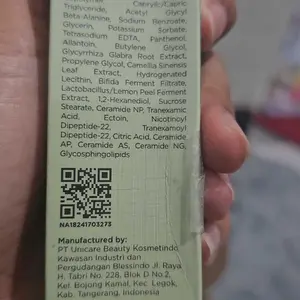 Caprylic/Capric
Triglyceride, Acetyl Glycyl
Beta-Alanine, Sodium Benzoate,
Glycerin, Potassium Sorbate,
Tetrasodium EDTA, Panthenol,
Allantoin, Butylene Glycol,
Glycyrrhiza Glabra Root Extract,
Propylene Glycol, Camellia Sinensis
Leaf Extract, Hydrogenated
Lecithin, Bifida Ferment Filtrate,
Lactobacillus/Lemon Peel Ferment
Extract, 1,2-Hexanediol, Sucrose
Stearate, Ceramide NP, Tranexamic
Acid, Ectoin, Nicotinoyl
Dipeptide-22, Tranexamoyl
Dipeptide-22, Citric Acid, Ceramide
AP, Ceramide AS, Ceramide NG,
Glycosphingolipids
NA18241703273
Manufactured by:
PT Unicare Beauty Kosmetindo
Kawasan Industri dan
Pergudangan Blessindo Jl. Raya
H. Tabri No. 228, Blok D No.2,
Kel. Bojung Kamal, Kec Legok,
Kab. Tangerang, Indonesia